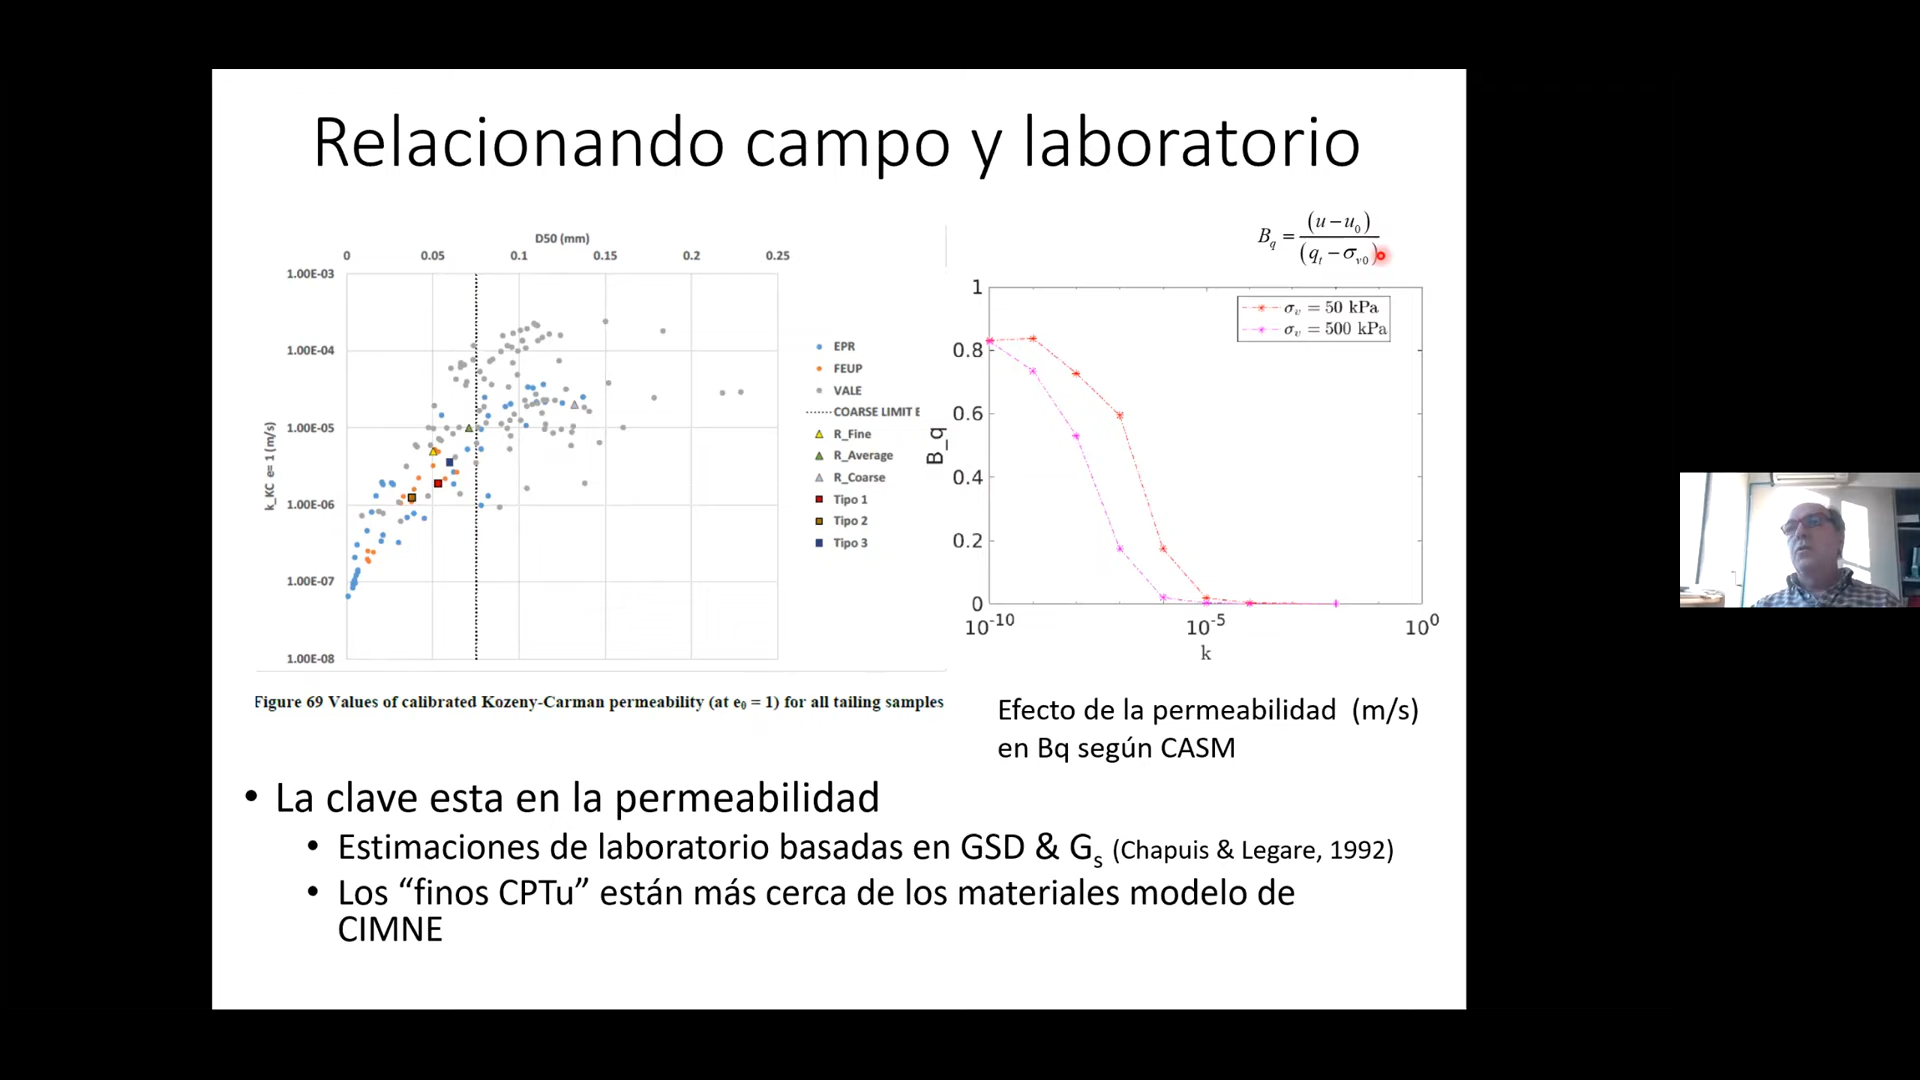 Relacionando campo y laboratorio
D50 (mm)
0 0.05 0.1 0.15 0.2 0.25
1.00E-03
1.00E-04
1.00E-05
1.00E-06
1.00E-07
1.00E-08
k_KC e= 1 (m/s)
EPR
FEUP
VALE
COARSE LIMIT E
R_Fine
R_Average
R_Coarse
Tipo 1
Tipo 2
Tipo 3
Figure 69 Values of calibrated Kozeny-Carman permeability (at e₀ = 1) for all tailing samples
B_q = (u − u₀) / (q_t − σ_v0)
σ_v = 50 kPa
σ_v = 500 kPa
1
0.8
0.6
0.4
0.2
0
B_q
10⁻¹⁰ 10⁻⁵ 10⁰
k
Efecto de la permeabilidad (m/s)
en Bq según CASM
• La clave esta en la permeabilidad
• Estimaciones de laboratorio basadas en GSD & Gₛ (Chapuis & Legare, 1992)
• Los “finos CPTu” están más cerca de los materiales modelo de
CIMNE